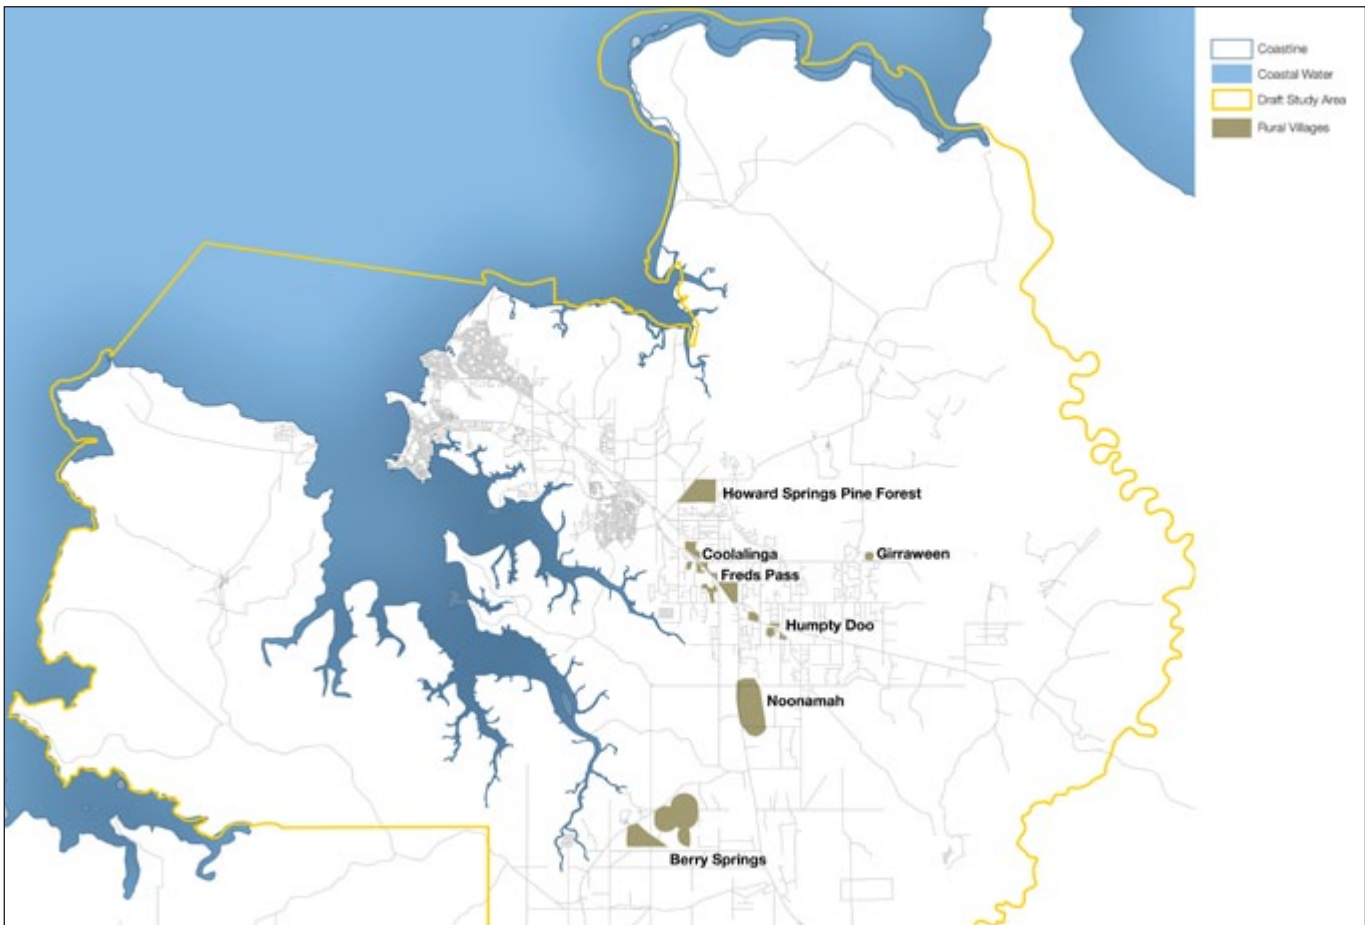 Coastline
Coastal Water
Draft Study Area
Rural Villages
Howard Springs Pine Forest
Coolalinga
Girraween
Freds Pass
Humpty Doo
Noonamah
Berry Springs